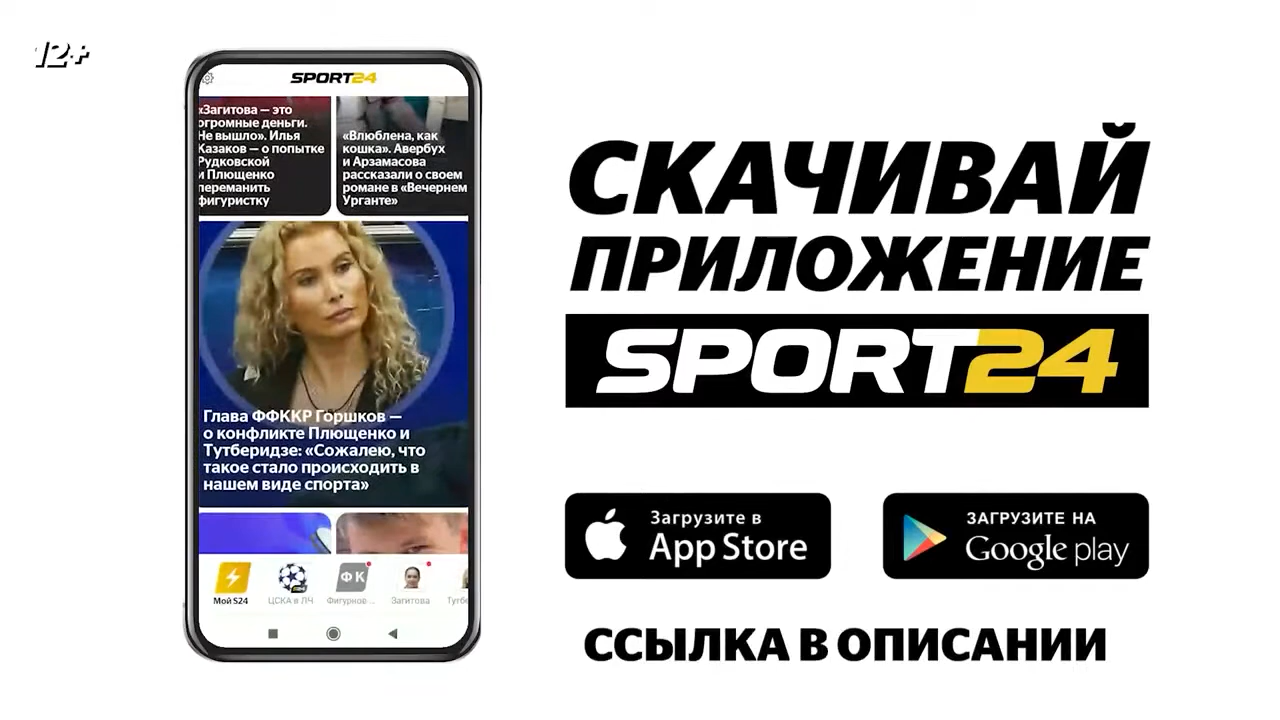 12+
SPORT24
«Загитова — это
огромные деньги.
Не вышло». Илья
Казаков — о попытке
Рудковской
и Плющенко
переманить
фигуристку
«Влюблена, как
кошка». Авербух
и Арзамасова
рассказали о своем
романе в «Вечернем
Урганте»
Глава ФФККР Горшков —
о конфликте Плющенко и
Тутберидзе: «Сожалею, что
такое стало происходить в
нашем виде спорта»
ФК
Мой S24
ЦСКА в ЛЧ
Фигурнов...
Загитова
Тутбе
СКАЧИВАЙ
ПРИЛОЖЕНИЕ
SPORT24
Загрузите в
App Store
ЗАГРУЗИТЕ НА
Google play
ССЫЛКА В ОПИСАНИИ